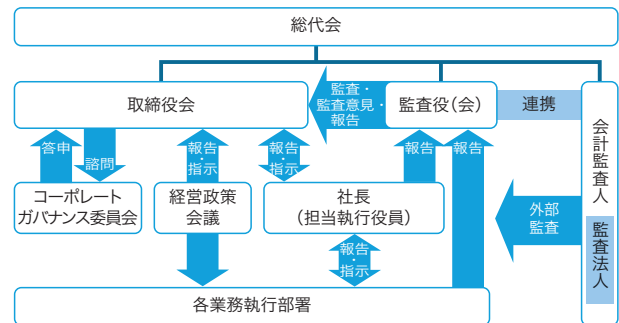 総代会
取締役会
監査・
監査意見・
報告
監査役（会）
連携
会計監査人
監査法人
答申
諮問
報告・指示
報告・指示
報告
報告
外部
監査
コーポレート
ガバナンス委員会
経営政策
会議
社長
（担当執行役員）
報告・指示
各業務執行部署